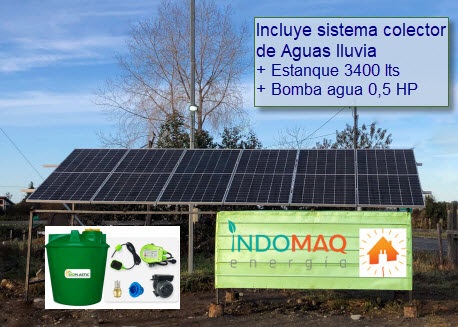 Incluye sistema colector
de Aguas lluvia
+ Estanque 3400 lts
+ Bomba agua 0,5 HP
iNDOMAQ
energía